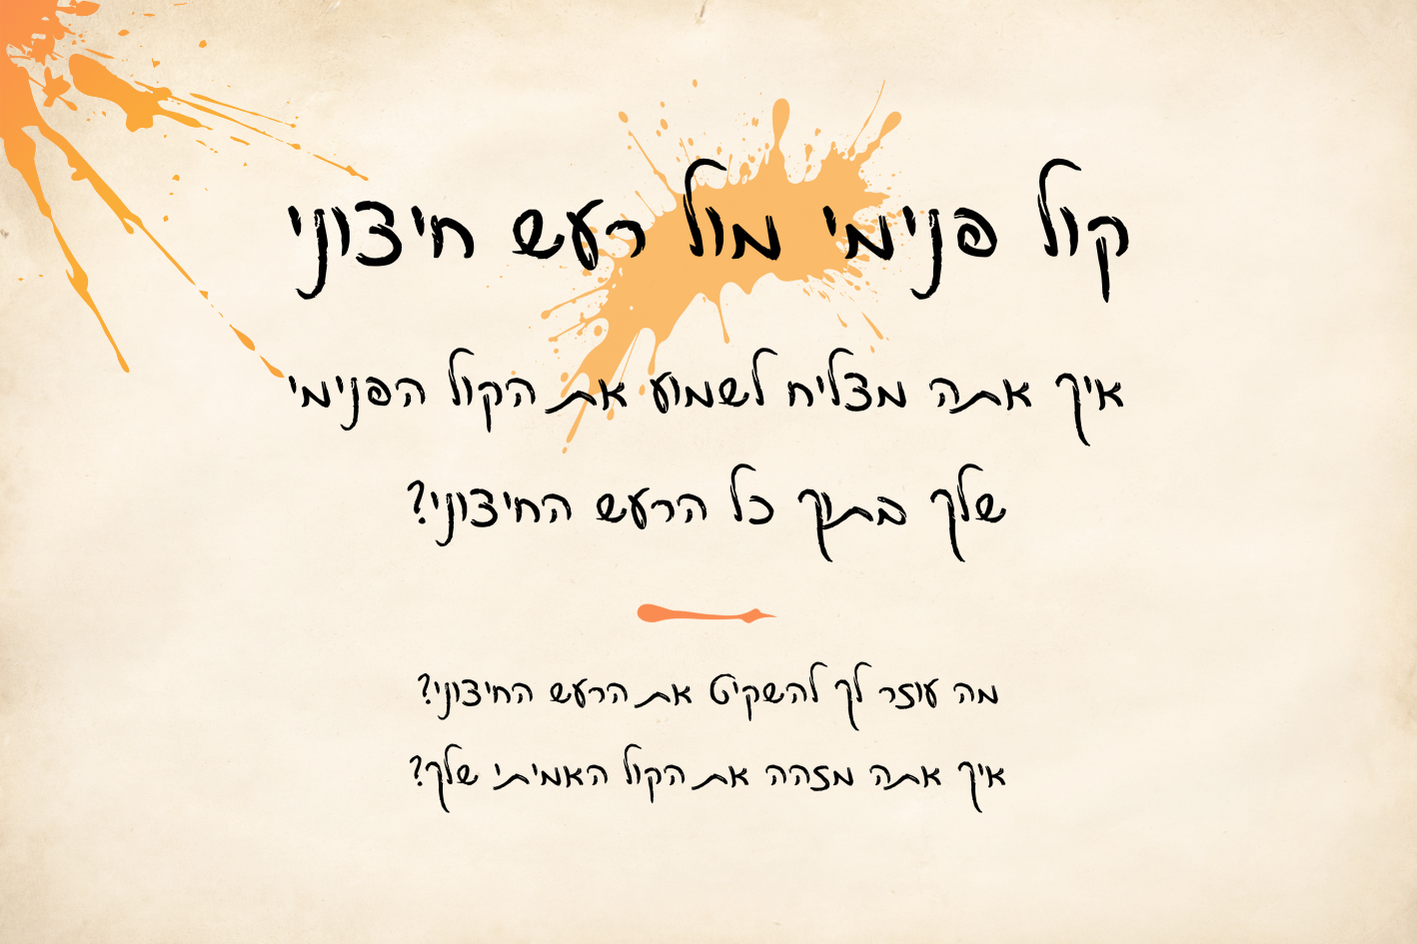 קול פנימי מול רעש חיצוני
איך אתה מצליח לשמוע את הקול הפנימי
שלך בתוך כל הרעש החיצוני?
מה עוזר לך להשקיט את הרעש החיצוני?
איך אתה מזהה את הקול האמיתי שלך?